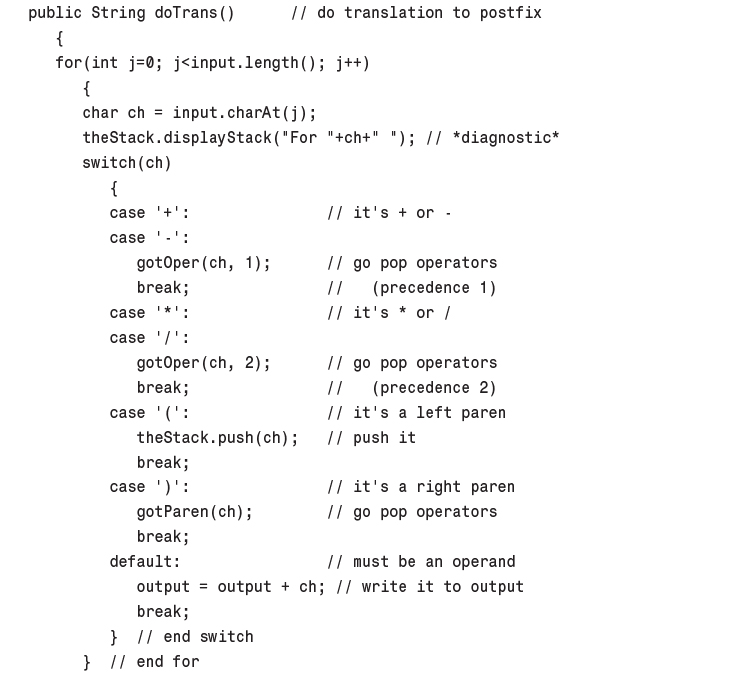 public String doTrans()      // do translation to postfix
   {
   for(int j=0; j<input.length(); j++)
      {
      char ch = input.charAt(j);
      theStack.displayStack("For "+ch+" "); // *diagnostic*
      switch(ch)
         {
         case '+':               // it's + or -
         case '-':
            gotOper(ch, 1);      // go pop operators
            break;               //   (precedence 1)
         case '*':               // it's * or /
         case '/':
            gotOper(ch, 2);      // go pop operators
            break;               //   (precedence 2)
         case '(':               // it's a left paren
            theStack.push(ch);   // push it
            break;
         case ')':               // it's a right paren
            gotParen(ch);        // go pop operators
            break;
         default:                // must be an operand
            output = output + ch; // write it to output
            break;
         }  // end switch
      }  // end for